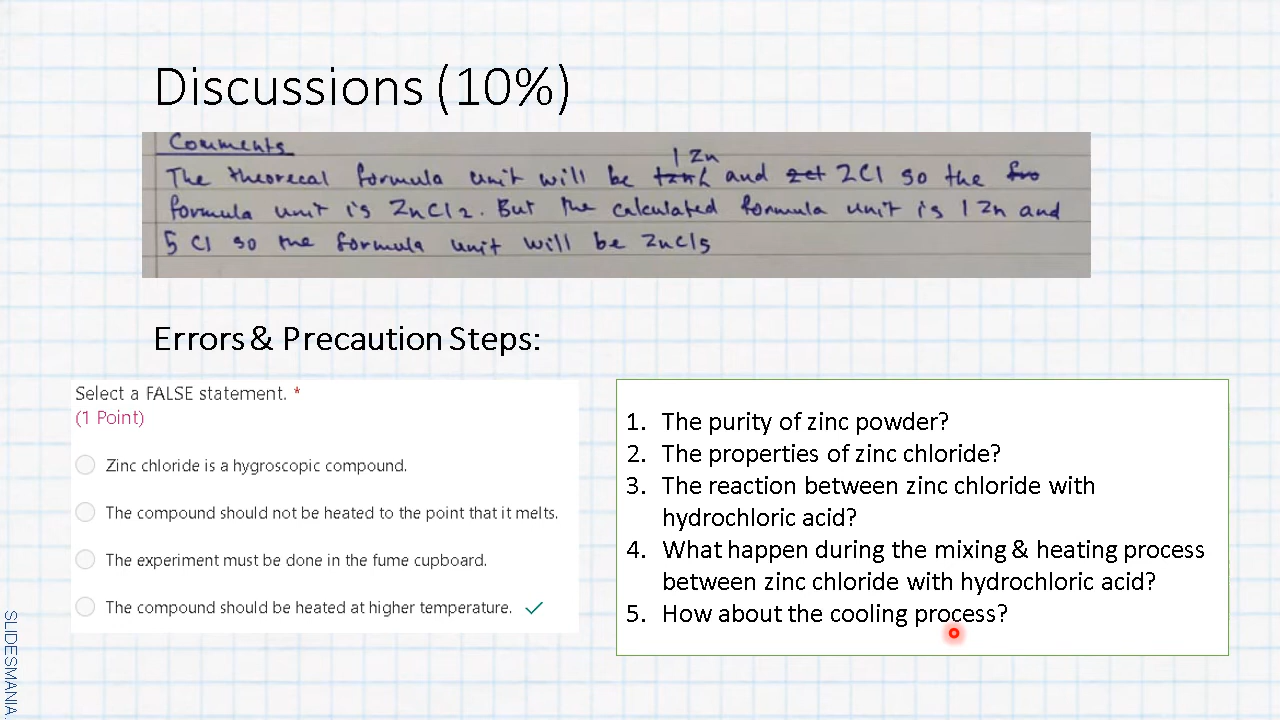 Discussions (10%)
Comments
1 Zn
The theorecal formula unit will be and 2Cl so the
formula unit is ZnCl2. But the calculated formula unit is 1 Zn and
5 Cl so the formula unit will be ZnCl5
Errors & Precaution Steps:
Select a FALSE statement. *
(1 Point)
Zinc chloride is a hygroscopic compound.
The compound should not be heated to the point that it melts.
The experiment must be done in the fume cupboard.
The compound should be heated at higher temperature.
1. The purity of zinc powder?
2. The properties of zinc chloride?
3. The reaction between zinc chloride with
hydrochloric acid?
4. What happen during the mixing & heating process
between zinc chloride with hydrochloric acid?
5. How about the cooling process?
SLIDESMANIA